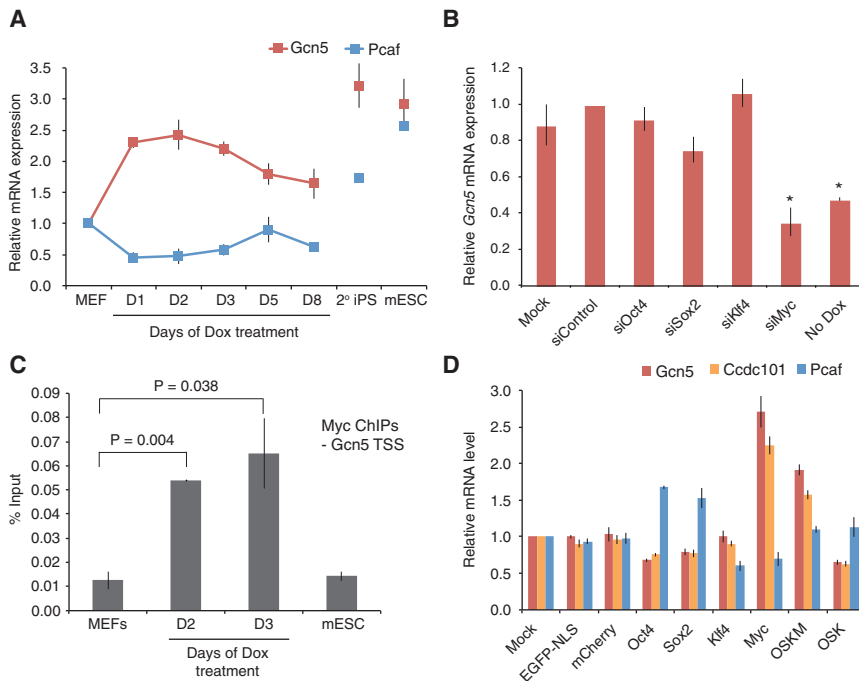 A
Gcn5 Pcaf
Relative mRNA expression
3.5
3.0
2.5
2.0
1.5
1.0
0.5
0.0
MEF D1 D2 D3 D5 D8 2º iPS mESC
Days of Dox treatment
B
Relative Gcn5 mRNA expression
1.2
1.0
0.8
0.6
0.4
0.2
0.0
* *
Mock siControl siOct4 siSox2 siKlf4 siMyc No Dox
C
% Input
0.09
0.08
0.07
0.06
0.05
0.04
0.03
0.02
0.01
0.00
P = 0.038
P = 0.004
Myc ChIPs
- Gcn5 TSS
MEFs D2 D3 mESC
Days of Dox
treatment
D
Gcn5 Ccdc101 Pcaf
Relative mRNA level
3.0
2.5
2.0
1.5
1.0
0.5
0.0
Mock EGFP-NLS mCherry Oct4 Sox2 Klf4 Myc OSKM OSK